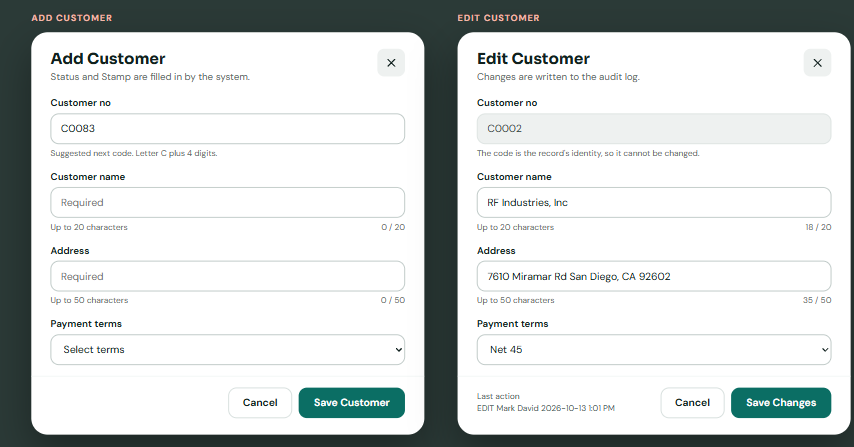 ADD CUSTOMER
Add Customer
Status and Stamp are filled in by the system.
Customer no
C0083
Suggested next code. Letter C plus 4 digits.
Customer name
Required
Up to 20 characters
0 / 20
Address
Required
Up to 50 characters
0 / 50
Payment terms
Select terms
Cancel
Save Customer
EDIT CUSTOMER
Edit Customer
Changes are written to the audit log.
Customer no
C0002
The code is the record's identity, so it cannot be changed.
Customer name
RF Industries, Inc
Up to 20 characters
18 / 20
Address
7610 Miramar Rd San Diego, CA 92602
Up to 50 characters
35 / 50
Payment terms
Net 45
Last action
EDIT Mark David 2026-10-13 1:01 PM
Cancel
Save Changes